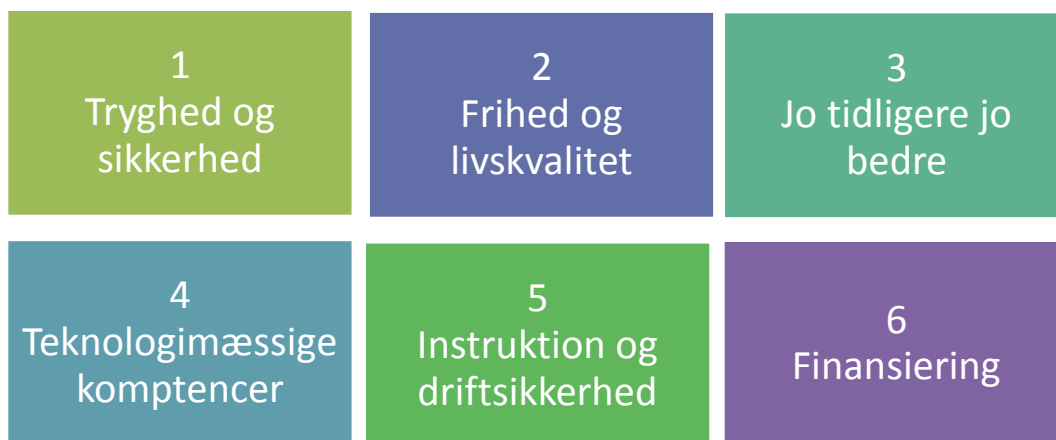 1
Tryghed og
sikkerhed
2
Frihed og
livskvalitet
3
Jo tidligere jo
bedre
4
Teknologimæssige
komptencer
5
Instruktion og
driftsikkerhed
6
Finansiering